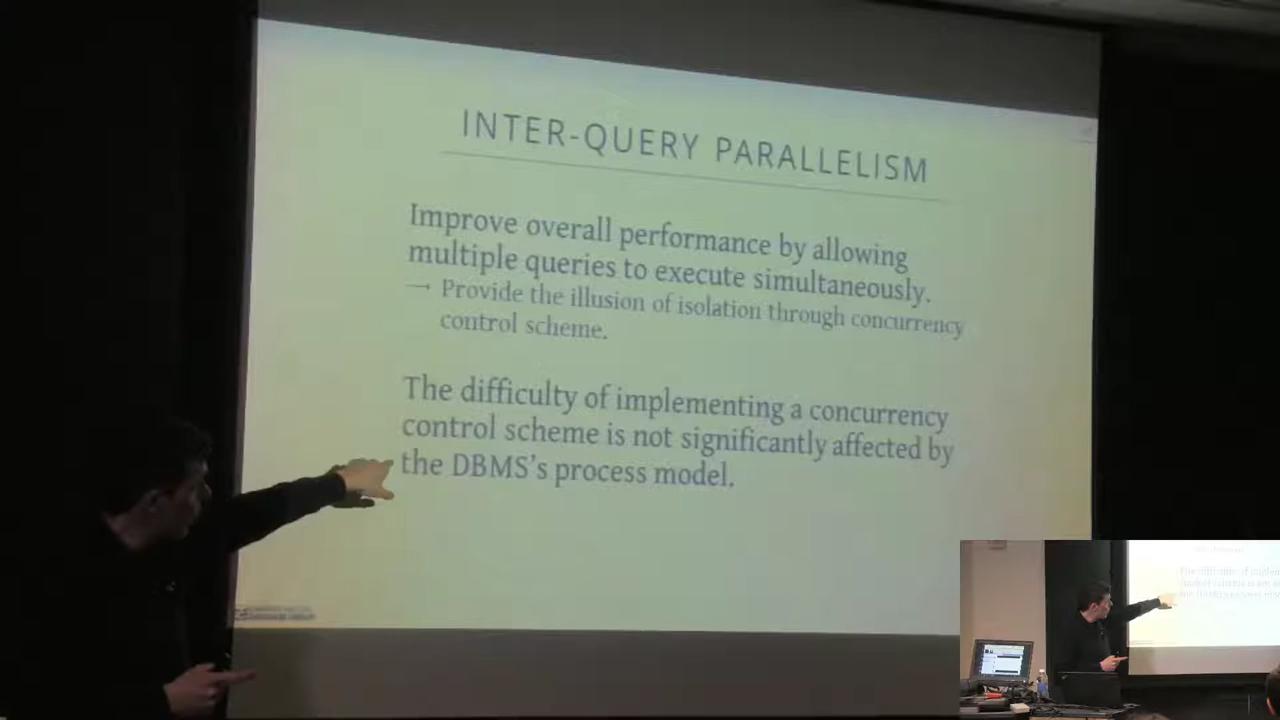 INTER-QUERY PARALLELISM
Improve overall performance by allowing
multiple queries to execute simultaneously.
→ Provide the illusion of isolation through concurrency
control scheme.
The difficulty of implementing a concurrency
control scheme is not significantly affected by
the DBMS's process model.